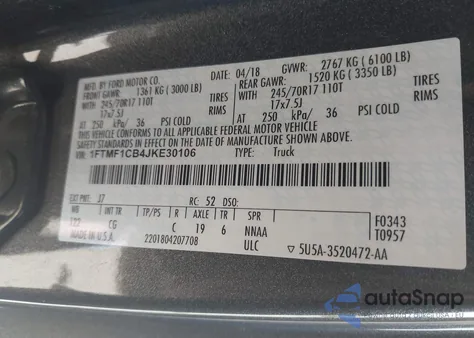 MFD. BY FORD MOTOR CO.
DATE: 04/18 GVWR: 2767 KG ( 6100 LB)
FRONT GAWR: 1361 KG ( 3000 LB) REAR GAWR: 1520 KG ( 3350 LB)
245/70R17 110T TIRES 245/70R17 110T TIRES
17x7.5J RIMS 17x7.5J RIMS
AT 250 kPa/ 36 PSI COLD AT 250 kPa/ 36 PSI COLD
THIS VEHICLE CONFORMS TO ALL APPLICABLE FEDERAL MOTOR VEHICLE
SAFETY STANDARDS IN EFFECT ON THE DATE OF MANUFACTURE SHOWN ABOVE.
VIN: 1FTMF1CB4JKE30106 TYPE: Truck
EXT PNT: J7 RC: 52 DSO: F0343
WB INT TR TP/PS R AXLE TR SPR T0957
122 CG C 19 6 NNAA
MADE IN U.S.A. 2201804207708 ULC 5U5A-3520472-AA
autoSnap